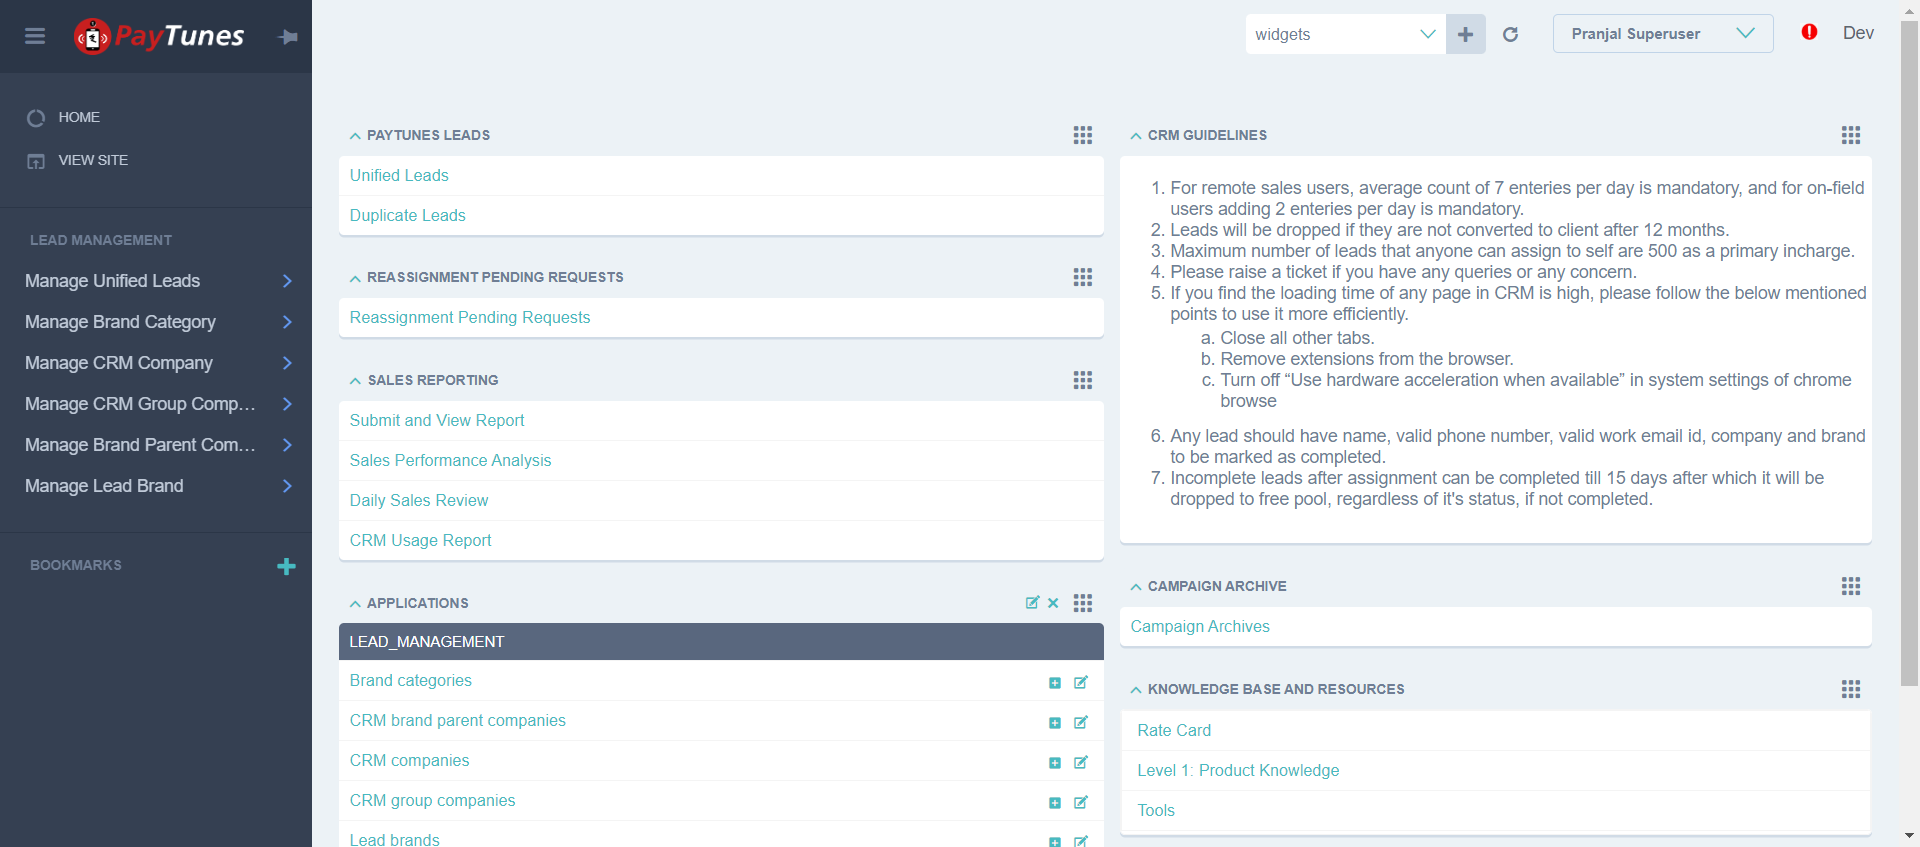 PayTunes
HOME
VIEW SITE
LEAD MANAGEMENT
Manage Unified Leads
Manage Brand Category
Manage CRM Company
Manage CRM Group Comp...
Manage Brand Parent Com...
Manage Lead Brand
BOOKMARKS
widgets
Pranjal Superuser
Dev
PAYTUNES LEADS
Unified Leads
Duplicate Leads
REASSIGNMENT PENDING REQUESTS
Reassignment Pending Requests
SALES REPORTING
Submit and View Report
Sales Performance Analysis
Daily Sales Review
CRM Usage Report
APPLICATIONS
LEAD_MANAGEMENT
Brand categories
CRM brand parent companies
CRM companies
CRM group companies
Lead brands
CRM GUIDELINES
1. For remote sales users, average count of 7 enteries per day is mandatory, and for on-field
users adding 2 enteries per day is mandatory.
2. Leads will be dropped if they are not converted to client after 12 months.
3. Maximum number of leads that anyone can assign to self are 500 as a primary incharge.
4. Please raise a ticket if you have any queries or any concern.
5. If you find the loading time of any page in CRM is high, please follow the below mentioned
points to use it more efficiently.
a. Close all other tabs.
b. Remove extensions from the browser.
c. Turn off “Use hardware acceleration when available” in system settings of chrome
browse
6. Any lead should have name, valid phone number, valid work email id, company and brand
to be marked as completed.
7. Incomplete leads after assignment can be completed till 15 days after which it will be
dropped to free pool, regardless of it's status, if not completed.
CAMPAIGN ARCHIVE
Campaign Archives
KNOWLEDGE BASE AND RESOURCES
Rate Card
Level 1: Product Knowledge
Tools